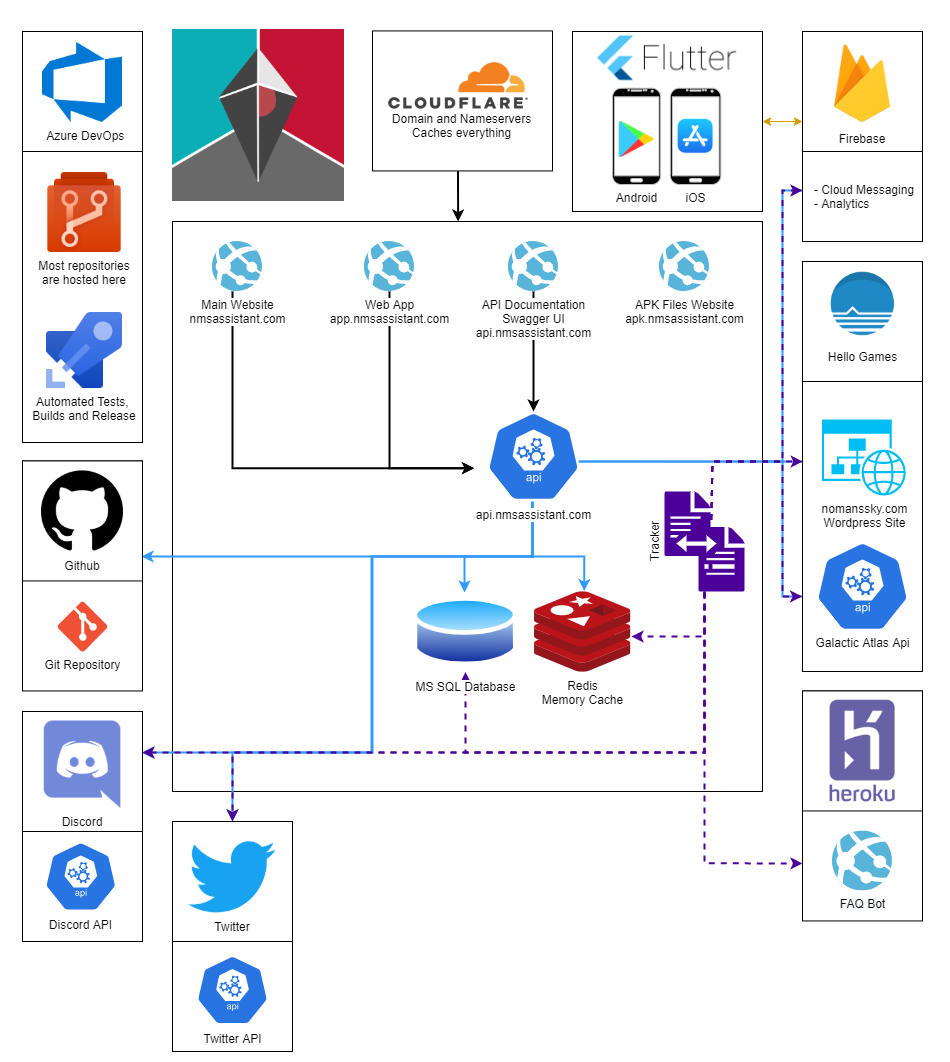 Azure DevOps
Most repositories
are hosted here
Automated Tests,
Builds and Release
CLOUDFLARE
Domain and Nameservers
Caches everything
Flutter
Android
iOS
Firebase
- Cloud Messaging
- Analytics
Main Website
nmsassistant.com
Web App
app.nmsassistant.com
API Documentation
Swagger UI
api.nmsassistant.com
APK Files Website
apk.nmsassistant.com
api
api.nmsassistant.com
Tracker
MS SQL Database
Redis
Memory Cache
Hello Games
nomanssky.com
Wordpress Site
api
Galactic Atlas Api
Github
Git Repository
Discord
api
Discord API
Twitter
api
Twitter API
heroku
FAQ Bot